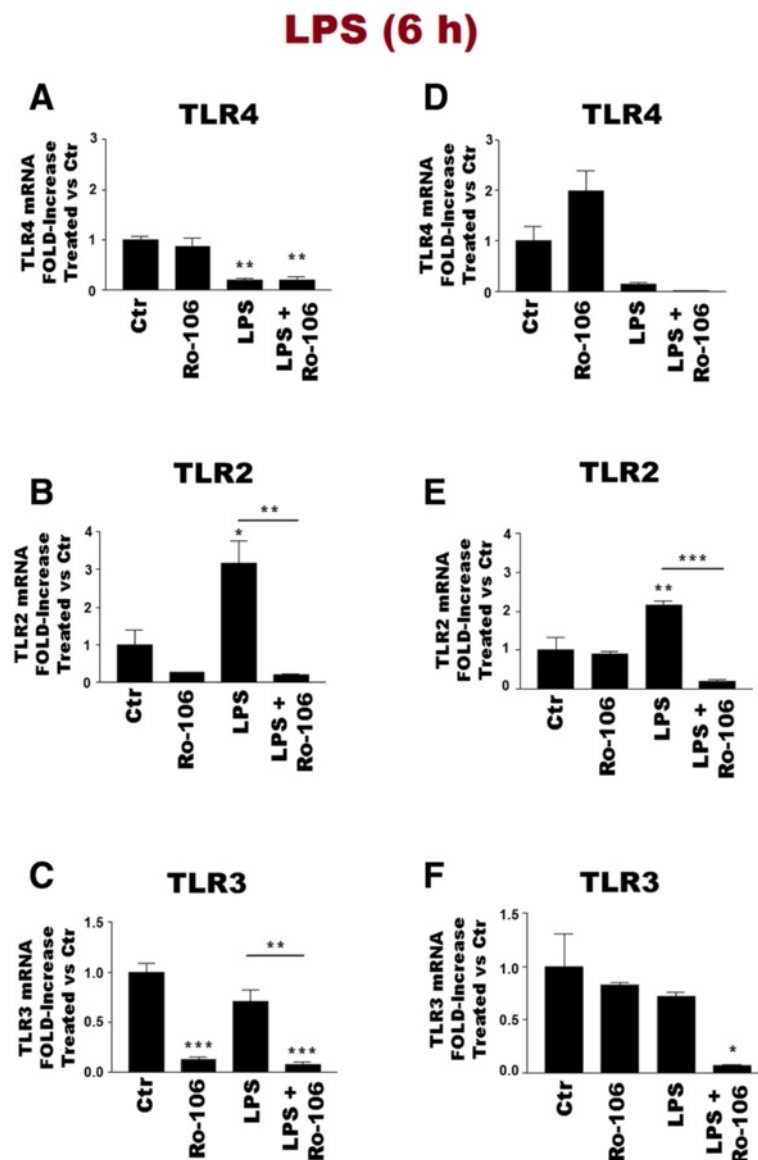 LPS (6 h)
A
TLR4
TLR4 mRNA
FOLD-Increase
Treated vs Ctr
3
2
1
0
**
**
Ctr
Ro-106
LPS
LPS +
Ro-106
D
TLR4
TLR4 mRNA
FOLD-Increase
Treated vs Ctr
3
2
1
0
Ctr
Ro-106
LPS
LPS +
Ro-106
B
TLR2
TLR2 mRNA
FOLD-Increase
Treated vs Ctr
4
3
2
1
0
*
**
Ctr
Ro-106
LPS
LPS +
Ro-106
E
TLR2
TLR2 mRNA
FOLD-Increase
Treated vs Ctr
4
3
2
1
0
**
***
Ctr
Ro-106
LPS
LPS +
Ro-106
C
TLR3
TLR3 mRNA
FOLD-Increase
Treated vs Ctr
1.5
1.0
0.5
0.0
***
**
***
Ctr
Ro-106
LPS
LPS +
Ro-106
F
TLR3
TLR3 mRNA
FOLD-Increase
Treated vs Ctr
1.5
1.0
0.5
0.0
*
Ctr
Ro-106
LPS
LPS +
Ro-106